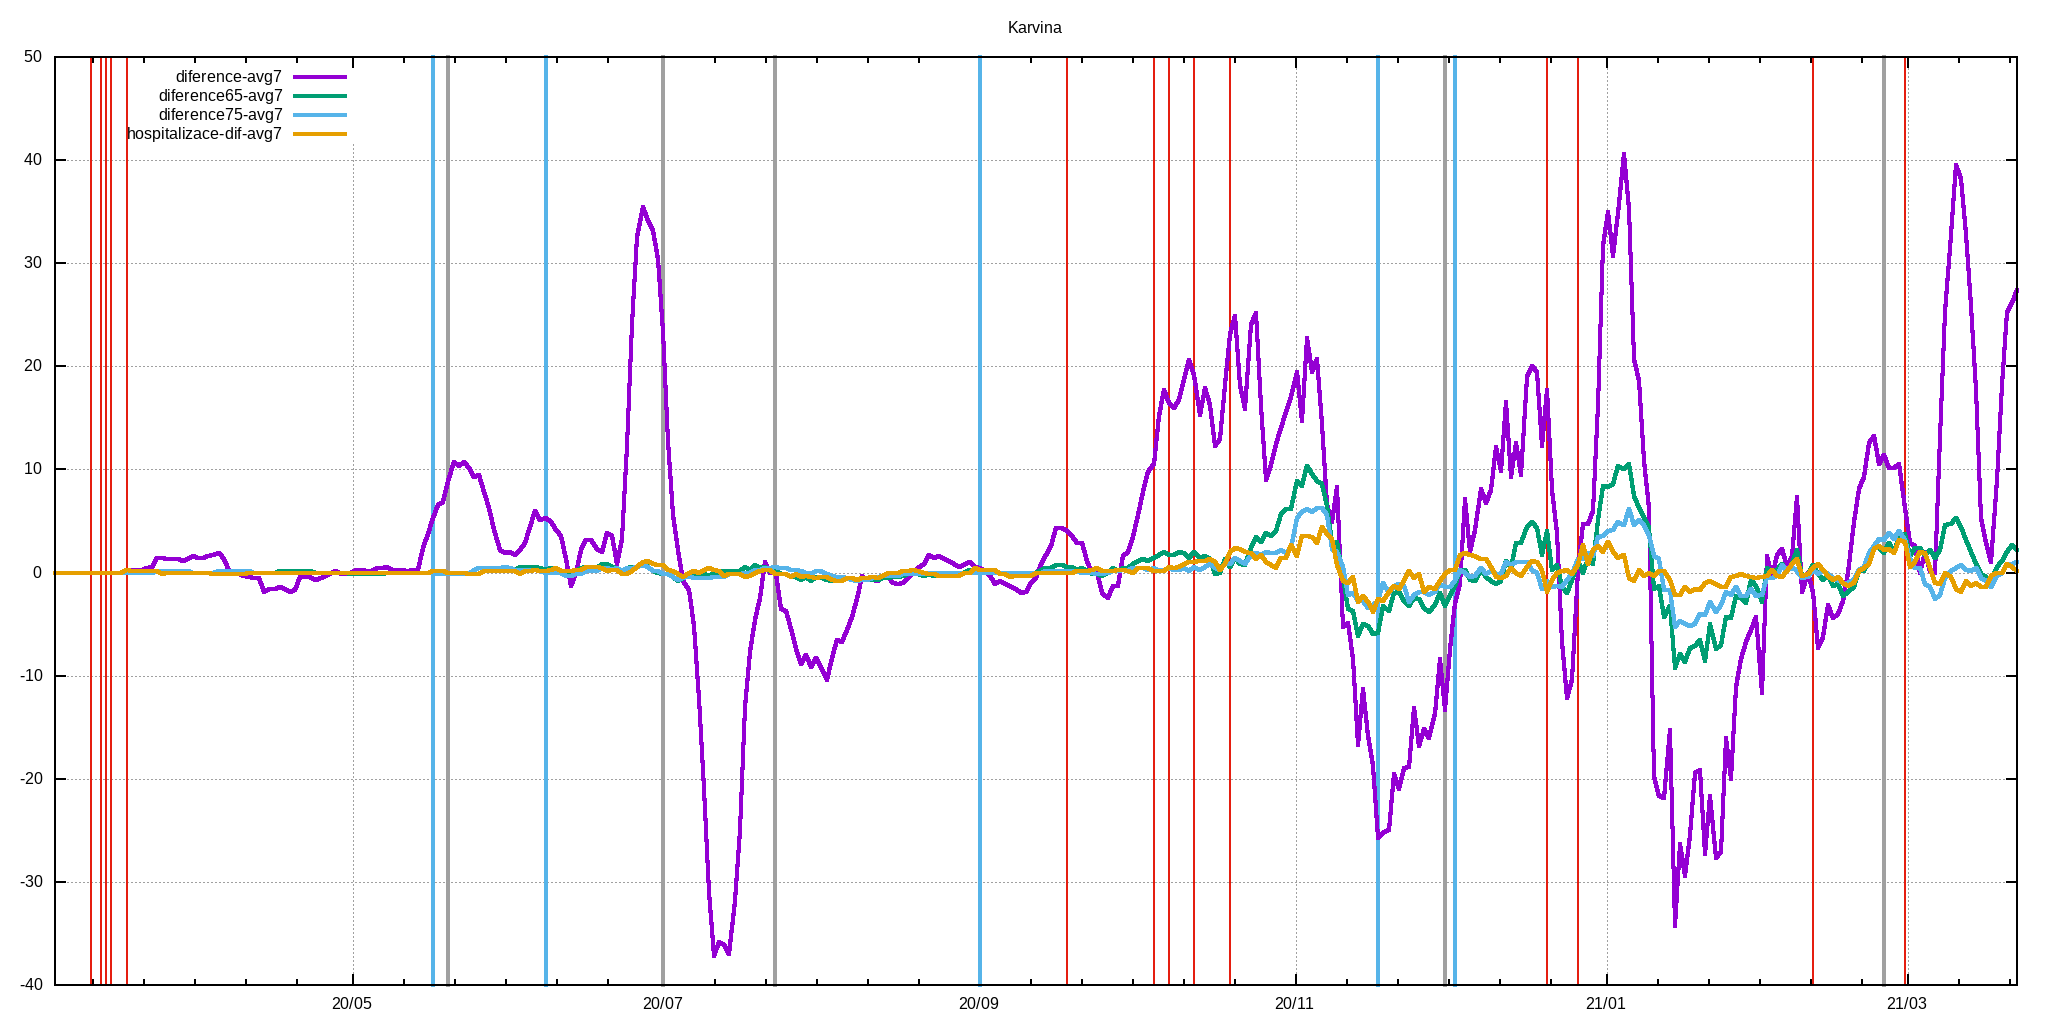 Karvina
diference-avg7
diference65-avg7
diference75-avg7
hospitalizace-dif-avg7
50
40
30
20
10
0
-10
-20
-30
-40
20/05 20/07 20/09 20/11 21/01 21/03